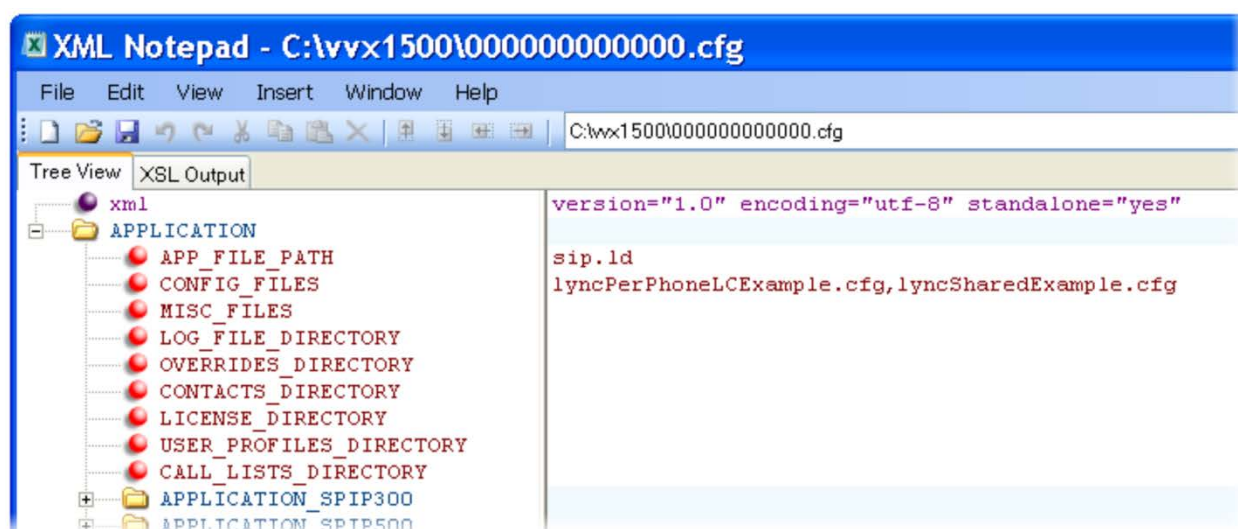 XML Notepad - C:\vvx1500\000000000000.cfg
File Edit View Insert Window Help
C:\vvx1500\000000000000.cfg
Tree View XSL Output
xml version="1.0" encoding="utf-8" standalone="yes"
APPLICATION
APP_FILE_PATH sip.ld
CONFIG_FILES lyncPerPhoneLCExample.cfg,lyncSharedExample.cfg
MISC_FILES
LOG_FILE_DIRECTORY
OVERRIDES_DIRECTORY
CONTACTS_DIRECTORY
LICENSE_DIRECTORY
USER_PROFILES_DIRECTORY
CALL_LISTS_DIRECTORY
APPLICATION_SPIP300
APPLICATION_SPIP500